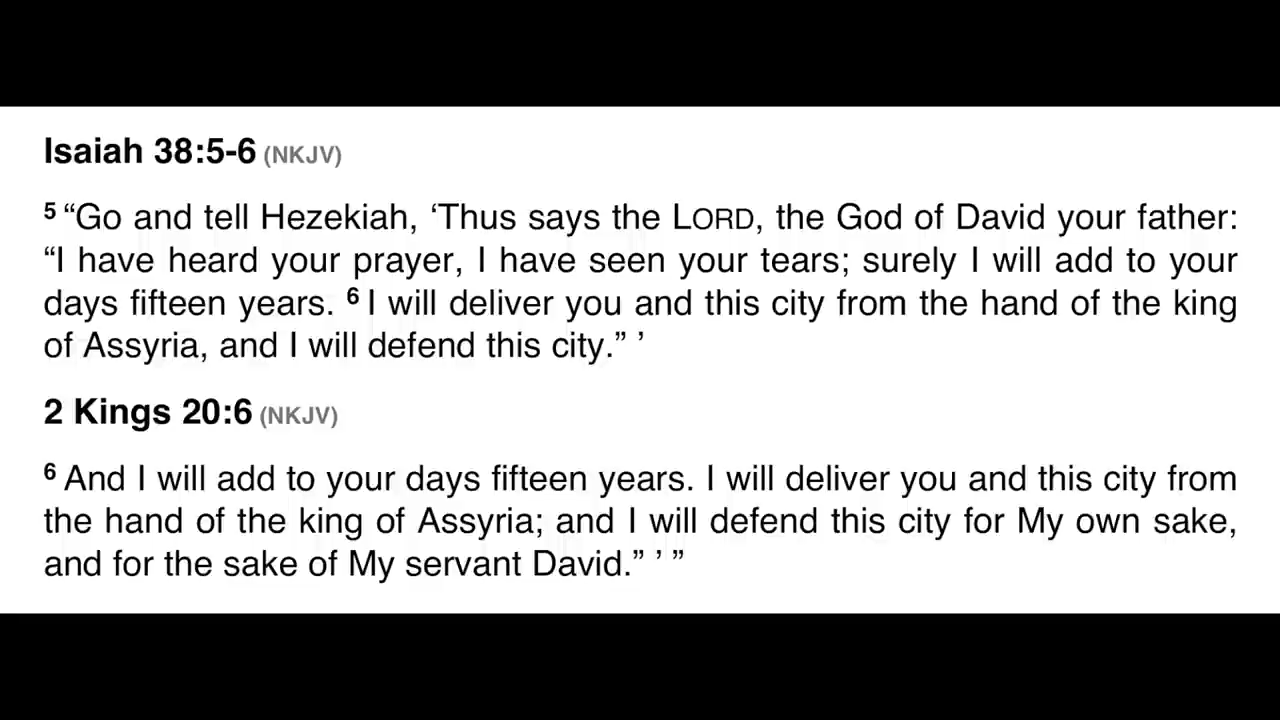 Isaiah 38:5-6 (NKJV)
5 “Go and tell Hezekiah, ‘Thus says the LORD, the God of David your father:
“I have heard your prayer, I have seen your tears; surely I will add to your
days fifteen years. 6 I will deliver you and this city from the hand of the king
of Assyria, and I will defend this city.” ’
2 Kings 20:6 (NKJV)
6 And I will add to your days fifteen years. I will deliver you and this city from
the hand of the king of Assyria; and I will defend this city for My own sake,
and for the sake of My servant David.” ’ ”